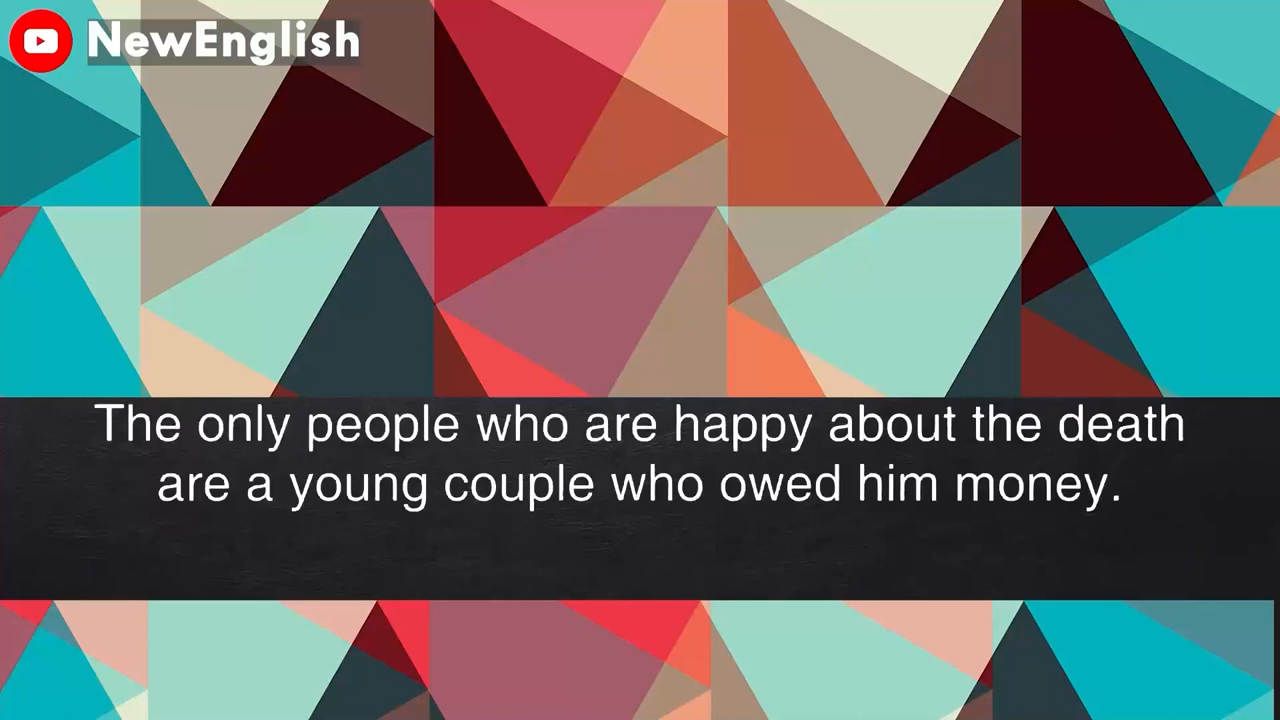 NewEnglish
The only people who are happy about the death
are a young couple who owed him money.